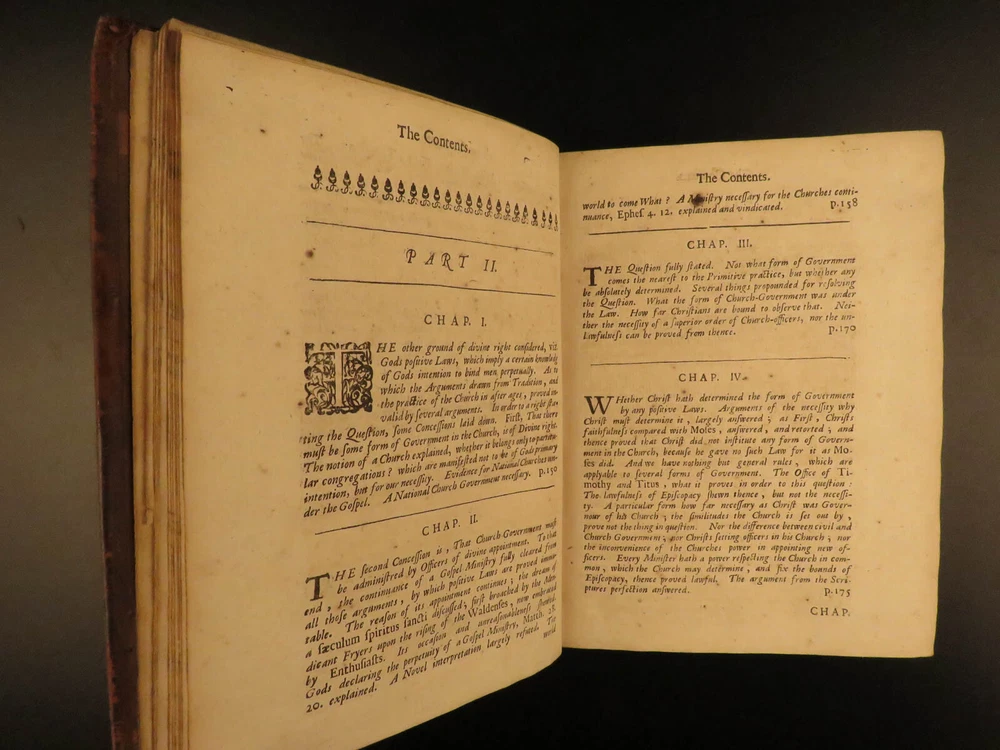 The Contents.
PART II.
CHAP. I.
THE other ground of divine right considered, viz.
Gods positive Laws, which imply a certain knowledg
of Gods intention to bind men perpetually. As to
which the Arguments drawn from Tradition, and
the practice of the Church in after ages, proved in-
valid by several arguments. In order to a right sta-
ting the Question, some Concessions laid down. First, That there
must be some form of Government in the Church, is of Divine right.
The notion of a Church explained, whether it belongs only to particu-
lar congregations? which are manifested not to be of Gods primary
intention, but for our necessity. Evidence for National Churches un-
der the Gospel. A National Church Government necessary. p.150
CHAP. II.
THE second Concession is, That Church-Government must
be administred by Officers of divine appointment. To that
end, the continuance of a Gospel Ministry fully cleared from
all those arguments, by which positive Laws are proved immu-
table. The reason of its appointment continues; the dream of
a sæculum spiritus sancti discussed; first broached by the Men-
dicant Fryers upon the rising of the Waldenses, now embraced
by Enthusiasts. Its occasion and unreasonableness shewed.
Gods declaring the perpetuity of a Gospel Ministry, Matth. 28.
20. explained. A Novel interpretation largely refuted. The
world
The Contents.
world to come What? A Ministry necessary for the Churches conti-
nuance, Ephes. 4. 12. explained and vindicated. p.158
CHAP. III.
THE Question fully stated. Not what form of Government
comes the nearest to the Primitive practice, but whether any
be absolutely determined. Several things propounded for resolving
the Question. What the form of Church-Government was under
the Law. How far Christians are bound to observe that. Nei-
ther the necessity of a superior order of Church-officers, nor the un-
lawfulness can be proved from thence. p.170
CHAP. IV.
WHether Christ hath determined the form of Government
by any positive Laws. Arguments of the necessity why
Christ must determine it, largely answered; as First, Christs
faithfulness compared with Moses, answered, and retorted; and
thence proved that Christ did not institute any form of Govern-
ment in the Church, because he gave no such Law for it as Mo-
ses did. And we have nothing but general rules, which are
applyable to several forms of Government. The Office of Ti-
mothy and Titus, what it proves in order to this question:
The lawfulness of Episcopacy shewn thence, but not the necessi-
ty. A particular form how far necessary as Christ was Gover-
nour of his Church; the similitudes the Church is set out by,
prove not the thing in question. Nor the difference between civil and
Church Government; nor Christs setting officers in his Church; nor
the inconvenience of the Churches power in appointing new of-
ficers. Every Minister hath a power respecting the Church in com-
mon, which the Church may determine, and fix the bounds of
Episcopacy, thence proved lawful. The argument from the Scri-
ptures perfection answered. p.175
CHAP.